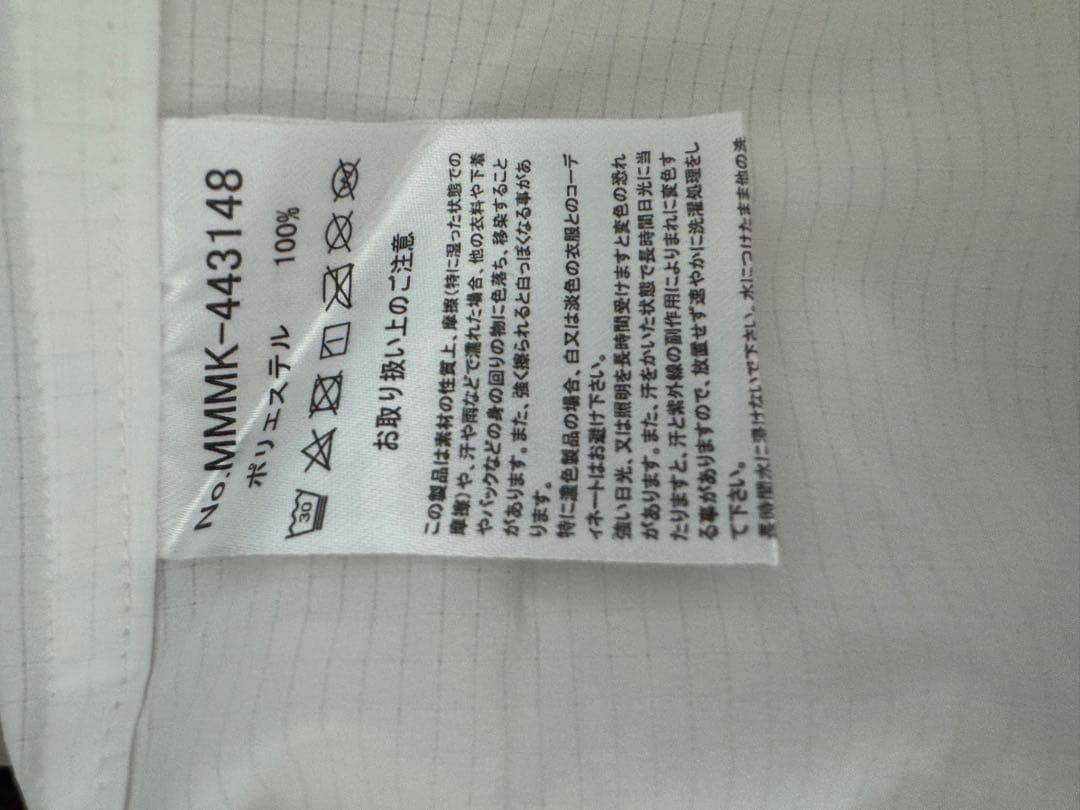 No.MMMK-443148
ポリエステル 100%
30
お取り扱い上のご注意
この製品は素材の性質上、摩擦(特に湿った状態での
摩擦)や、汗や雨などで濡れた場合、他の衣料や下着
やバックなどの身の回りの物に色落ち、移染すること
があります。また、強く擦られると白っぽくなる事があ
ります。
特に濃色製品の場合、白又は淡色の衣服とのコーデ
ィネートはお避け下さい。
強い日光、又は照明を長時間受けますと変色の恐れ
があります。また、汗をかいた状態で長時間日光に当
たりますと、汗と紫外線の副作用によりまれに変色す
る事がありますので、放置せず速やかに洗濯処理をし
て下さい。
長時間水に漬けないで下さい。水につけたまま他の洗